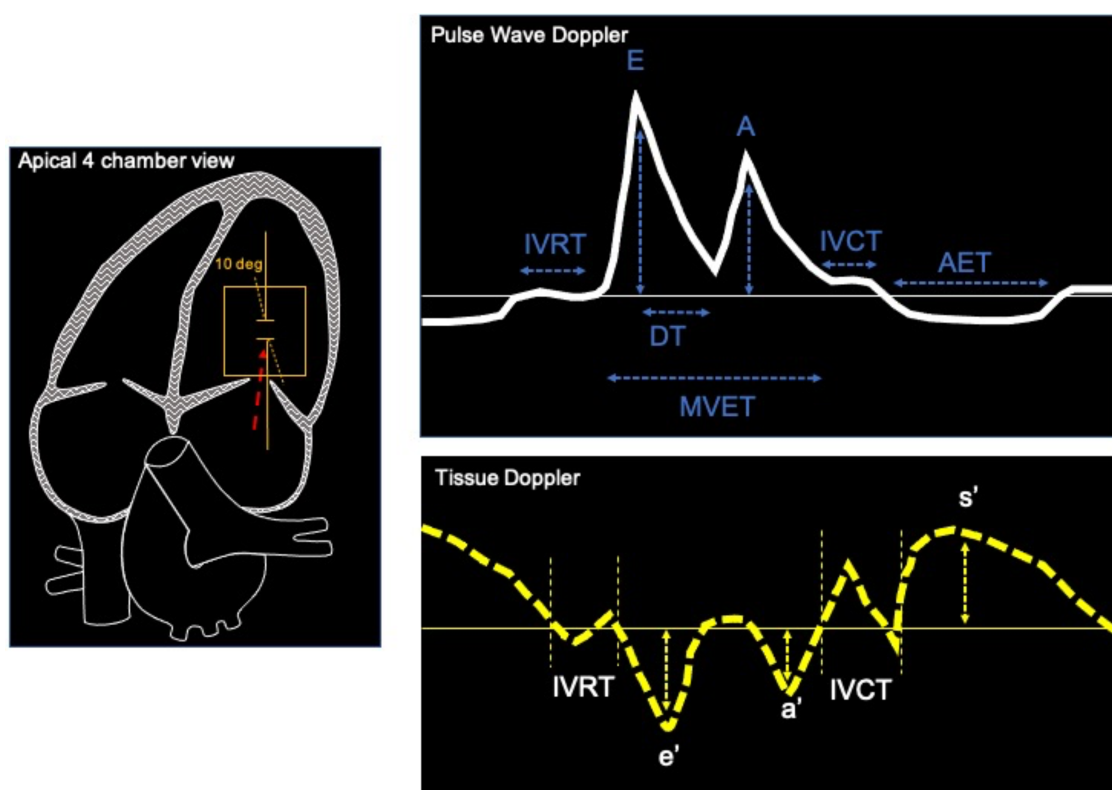 Apical 4 chamber view
10 deg
Pulse Wave Doppler
E
A
IVRT
IVCT
AET
DT
MVET
Tissue Doppler
s’
IVRT
IVCT
a’
e’